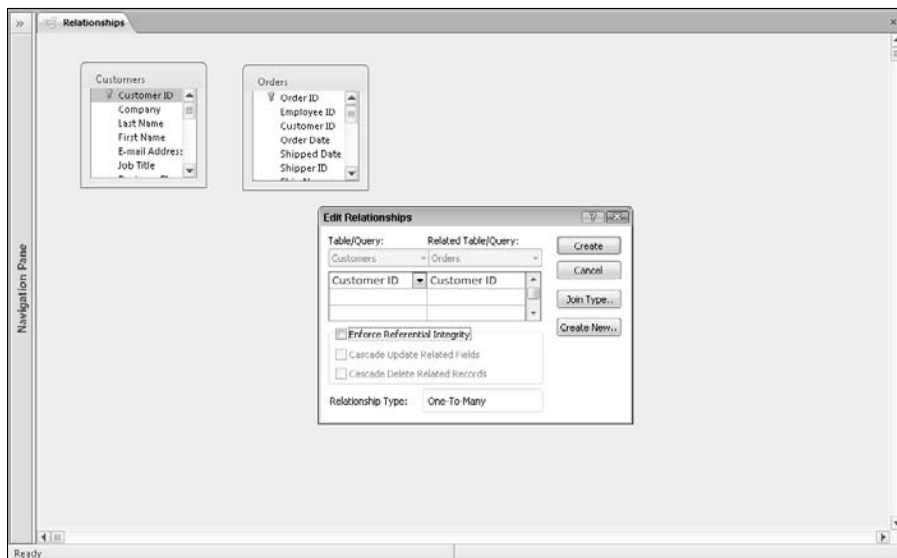 »
Relationships
×
Customers
Customer ID
Company
Last Name
First Name
E-mail Address
Job Title
Orders
Order ID
Employee ID
Customer ID
Order Date
Shipped Date
Shipper ID
Navigation Pane
Edit Relationships
?
Table/Query:
Related Table/Query:
Create
Customers
Orders
Cancel
Customer ID
Customer ID
Join Type..
Create New..
Enforce Referential Integrity
Cascade Update Related Fields
Cascade Delete Related Records
Relationship Type:
One-To-Many
Ready